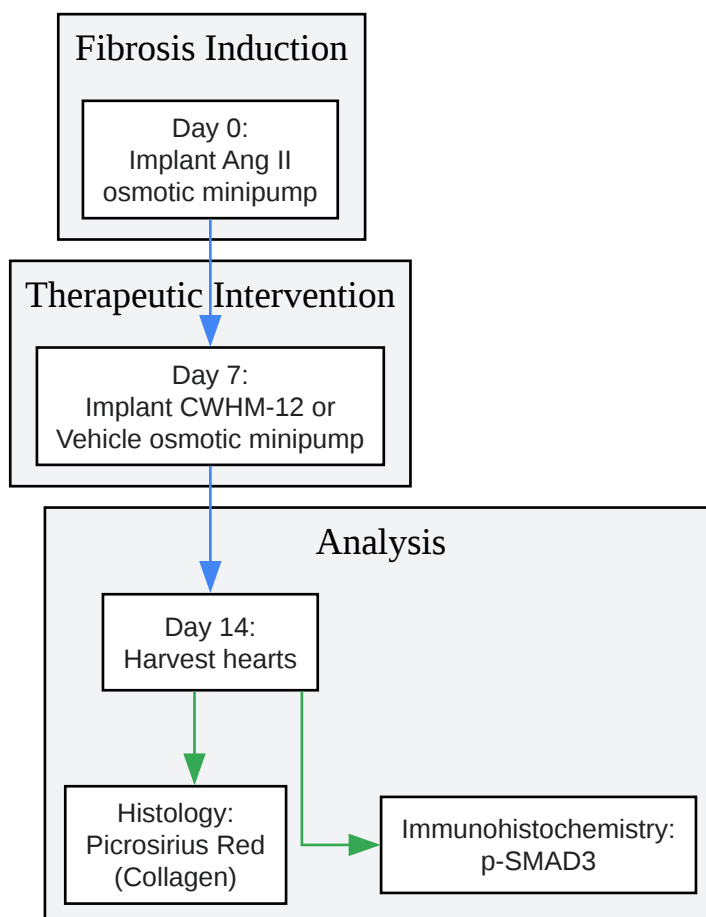 Fibrosis Induction
Day 0:
Implant Ang II
osmotic minipump
Therapeutic Intervention
Day 7:
Implant CWHM-12 or
Vehicle osmotic minipump
Analysis
Day 14:
Harvest hearts
Histology:
Picrosirius Red
(Collagen)
Immunohistochemistry:
p-SMAD3